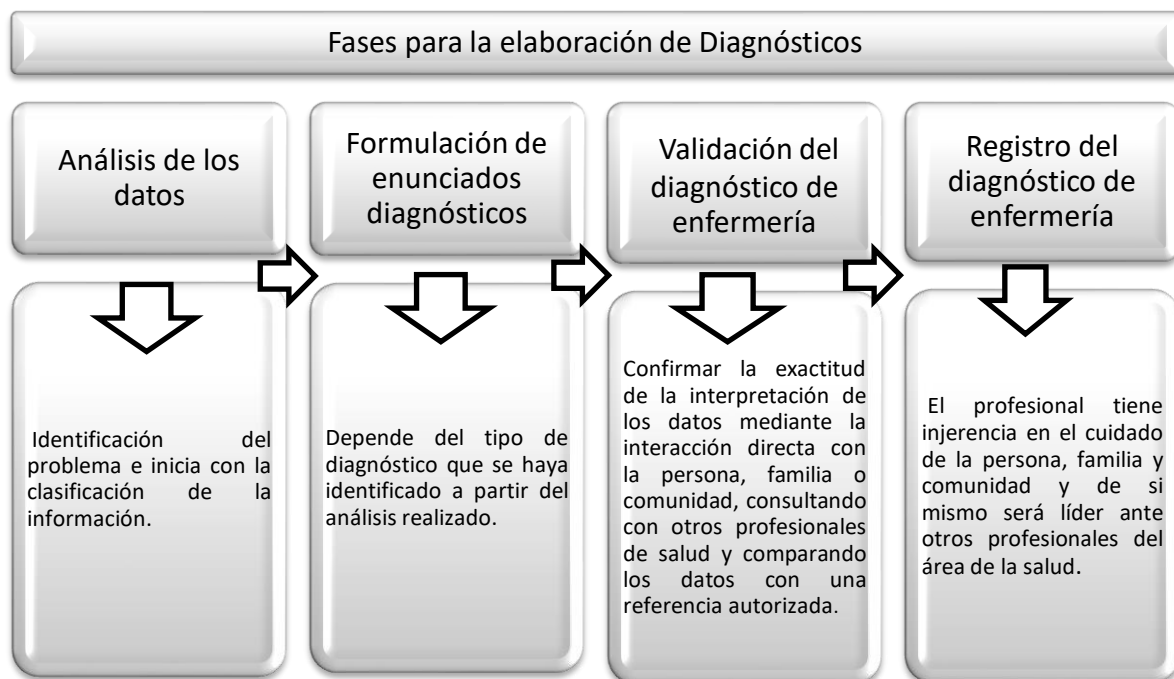 Fases para la elaboración de Diagnósticos
Análisis de los
datos
Identificación del
problema e inicia con la
clasificación de la
información.
Formulación de
enunciados
diagnósticos
Depende del tipo de
diagnóstico que se haya
identificado a partir del
análisis realizado.
Validación del
diagnóstico de
enfermería
Confirmar la exactitud
de la interpretación de
los datos mediante la
interacción directa con
la persona, familia o
comunidad, consultando
con otros profesionales
de salud y comparando
los datos con una
referencia autorizada.
Registro del
diagnóstico de
enfermería
El profesional tiene
injerencia en el cuidado
de la persona, familia y
comunidad y de si
mismo será líder ante
otros profesionales del
área de la salud.